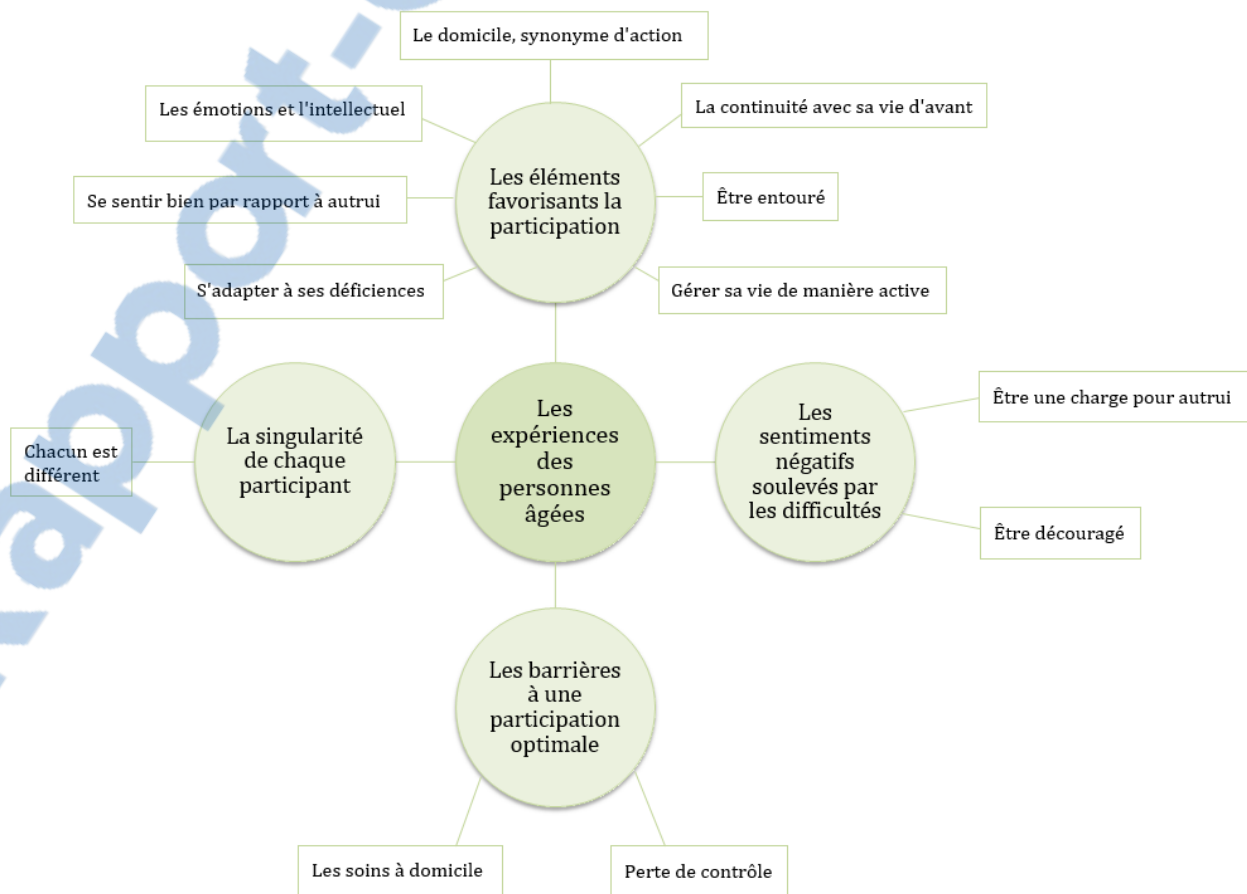 Le domicile, synonyme d'action
Les émotions et l'intellectuel
La continuité avec sa vie d'avant
Se sentir bien par rapport à autrui
Les éléments
favorisants la
participation
Être entouré
S'adapter à ses déficiences
Gérer sa vie de manière active
Chacun est
différent
La singularité
de chaque
participant
Les
expériences
des
personnes
âgées
Les
sentiments
négatifs
soulevés par
les difficultés
Être une charge pour autrui
Être découragé
Les barrières
à une
participation
optimale
Les soins à domicile
Perte de contrôle